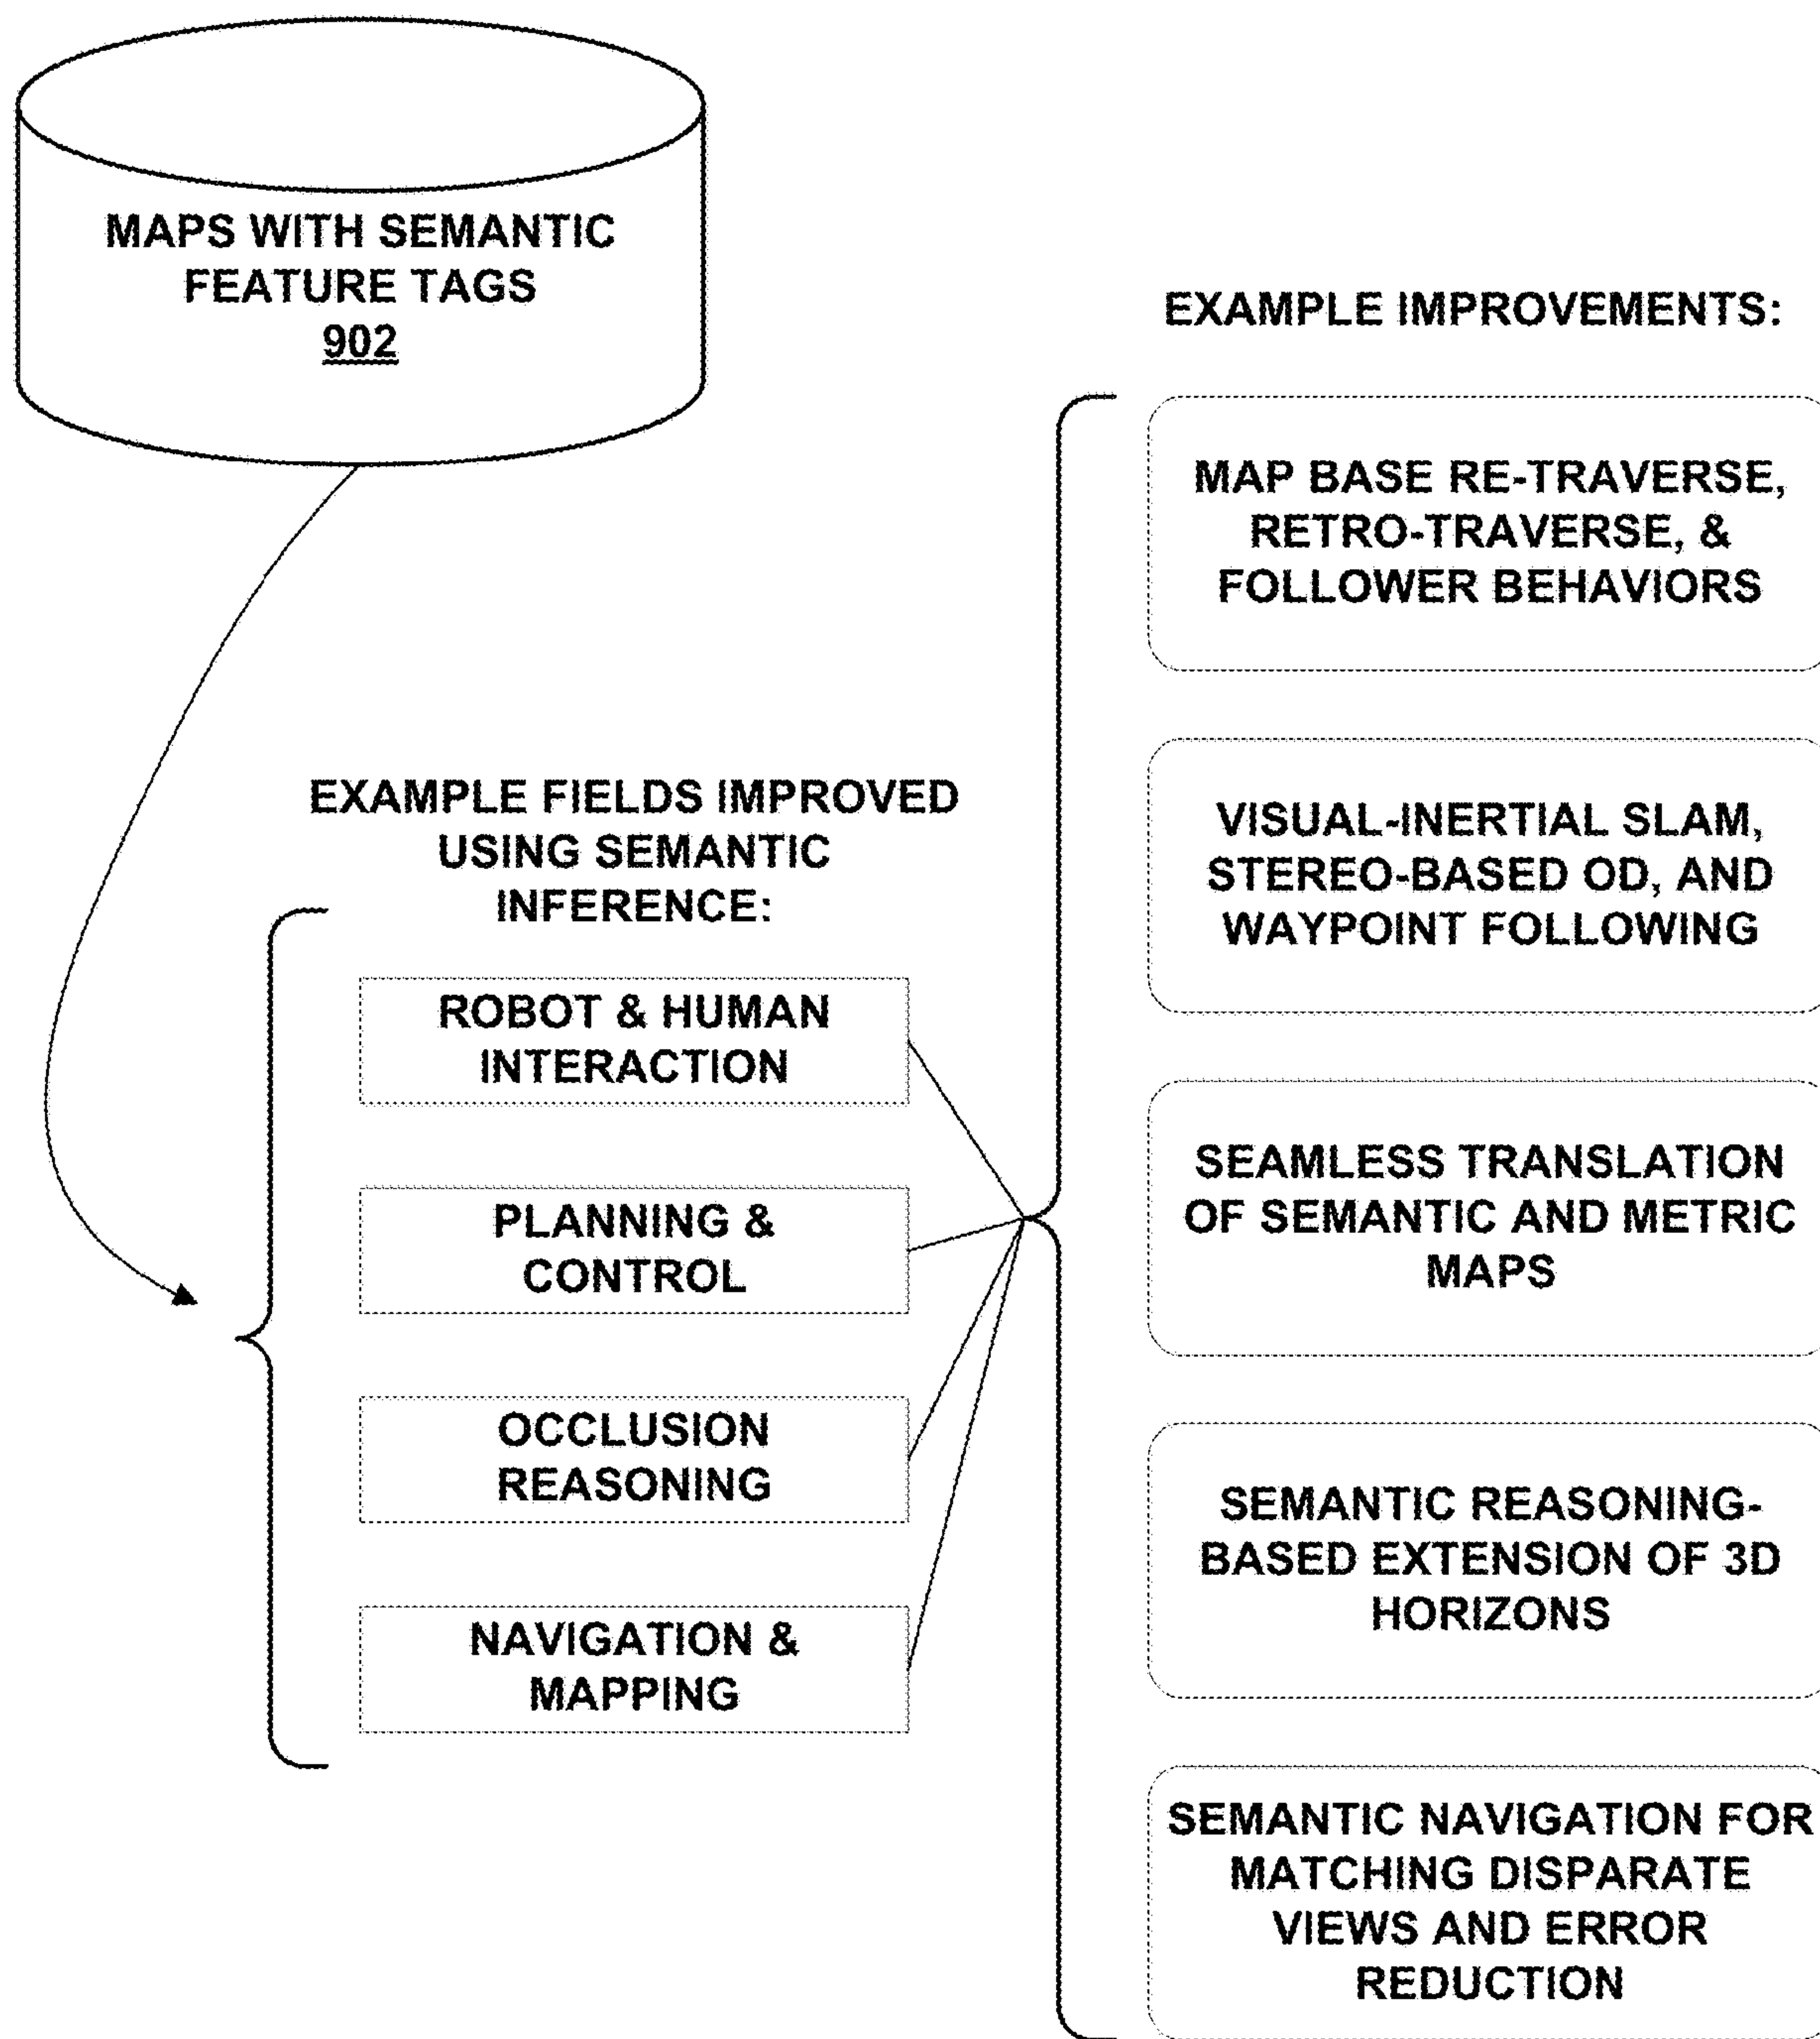 MAPS WITH SEMANTIC
FEATURE TAGS
902
EXAMPLE FIELDS IMPROVED
USING SEMANTIC
INFERENCE:
ROBOT & HUMAN
INTERACTION
PLANNING &
CONTROL
OCCLUSION
REASONING
NAVIGATION &
MAPPING
EXAMPLE IMPROVEMENTS:
MAP BASE RE-TRAVERSE,
RETRO-TRAVERSE, &
FOLLOWER BEHAVIORS
VISUAL-INERTIAL SLAM,
STEREO-BASED OD, AND
WAYPOINT FOLLOWING
SEAMLESS TRANSLATION
OF SEMANTIC AND METRIC
MAPS
SEMANTIC REASONING-
BASED EXTENSION OF 3D
HORIZONS
SEMANTIC NAVIGATION FOR
MATCHING DISPARATE
VIEWS AND ERROR
REDUCTION